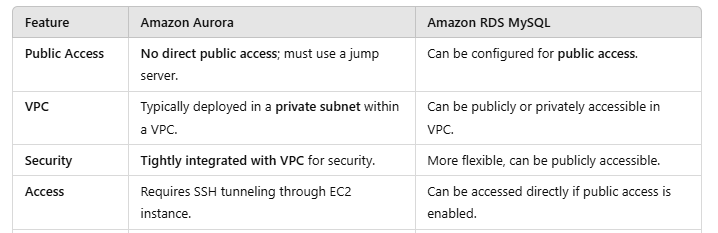 Feature Amazon Aurora Amazon RDS MySQL
Public Access No direct public access; must use a jump Can be configured for public access.
server.
VPC Typically deployed in a private subnet within Can be publicly or privately accessible in
a VPC. VPC.
Security Tightly integrated with VPC for security. More flexible, can be publicly accessible.
Access Requires SSH tunneling through EC2 Can be accessed directly if public access is
instance. enabled.